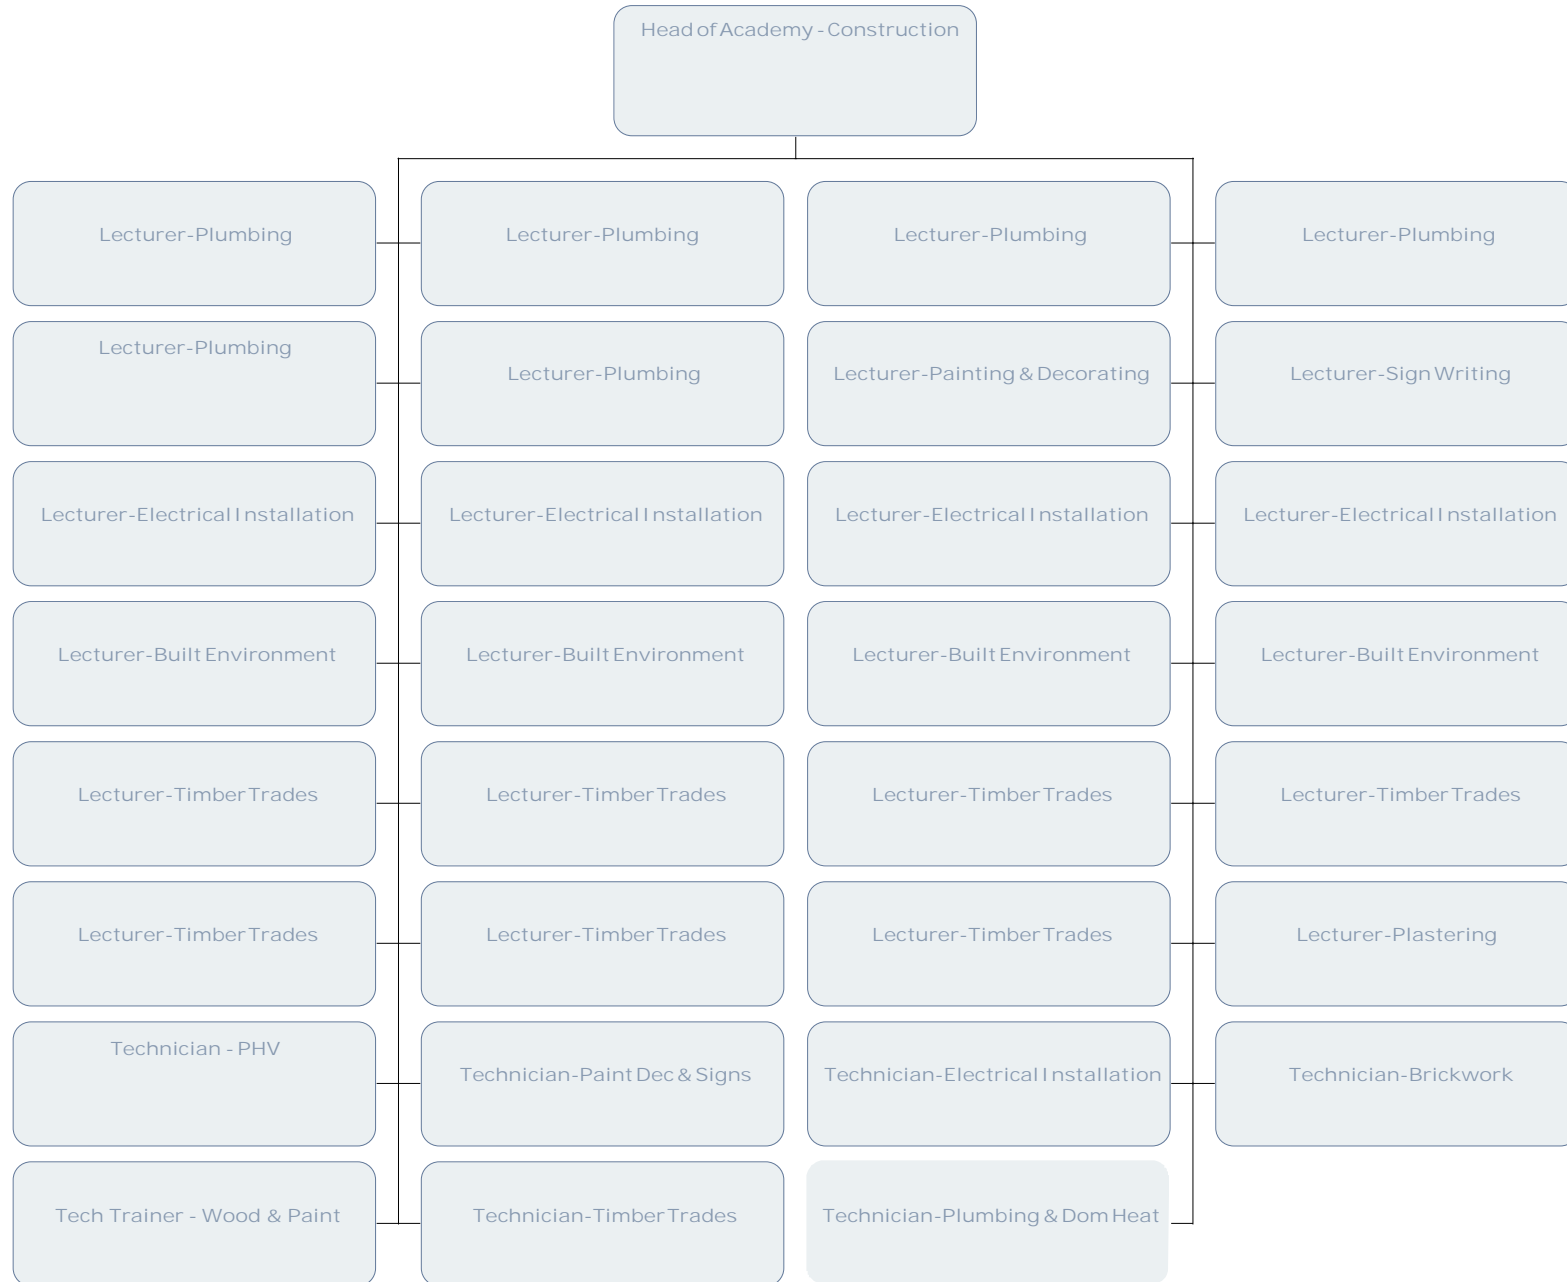 Head of Academy - Construction
Lecturer-Plumbing
Lecturer-Plumbing
Lecturer-Plumbing
Lecturer-Plumbing
Lecturer-Plumbing
Lecturer-Plumbing
Lecturer-Painting & Decorating
Lecturer-Sign Writing
Lecturer-Electrical Installation
Lecturer-Electrical Installation
Lecturer-Electrical Installation
Lecturer-Electrical Installation
Lecturer-Built Environment
Lecturer-Built Environment
Lecturer-Built Environment
Lecturer-Built Environment
Lecturer-Timber Trades
Lecturer-Timber Trades
Lecturer-Timber Trades
Lecturer-Timber Trades
Lecturer-Timber Trades
Lecturer-Timber Trades
Lecturer-Timber Trades
Lecturer-Plastering
Technician - PHV
Technician-Paint Dec & Signs
Technician-Electrical Installation
Technician-Brickwork
Tech Trainer - Wood & Paint
Technician-Timber Trades
Technician-Plumbing & Dom Heat